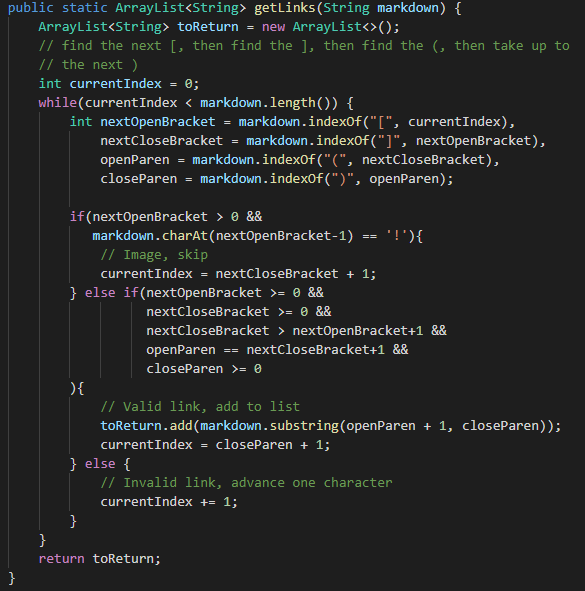 public static ArrayList<String> getLinks(String markdown) {
    ArrayList<String> toReturn = new ArrayList<>();
    // find the next [, then find the ], then find the (, then take up to
    // the next )
    int currentIndex = 0;
    while(currentIndex < markdown.length()) {
        int nextOpenBracket = markdown.indexOf("[", currentIndex),
            nextCloseBracket = markdown.indexOf("]", nextOpenBracket),
            openParen = markdown.indexOf("(", nextCloseBracket),
            closeParen = markdown.indexOf(")", openParen);

        if(nextOpenBracket > 0 &&
           markdown.charAt(nextOpenBracket-1) == '!'){
            // Image, skip
            currentIndex = nextCloseBracket + 1;
        } else if(nextOpenBracket >= 0 &&
                  nextCloseBracket >= 0 &&
                  nextCloseBracket > nextOpenBracket+1 &&
                  openParen == nextCloseBracket+1 &&
                  closeParen >= 0
        ){
            // Valid link, add to list
            toReturn.add(markdown.substring(openParen + 1, closeParen));
            currentIndex = closeParen + 1;
        } else {
            // Invalid link, advance one character
            currentIndex += 1;
        }
    }
    return toReturn;
}